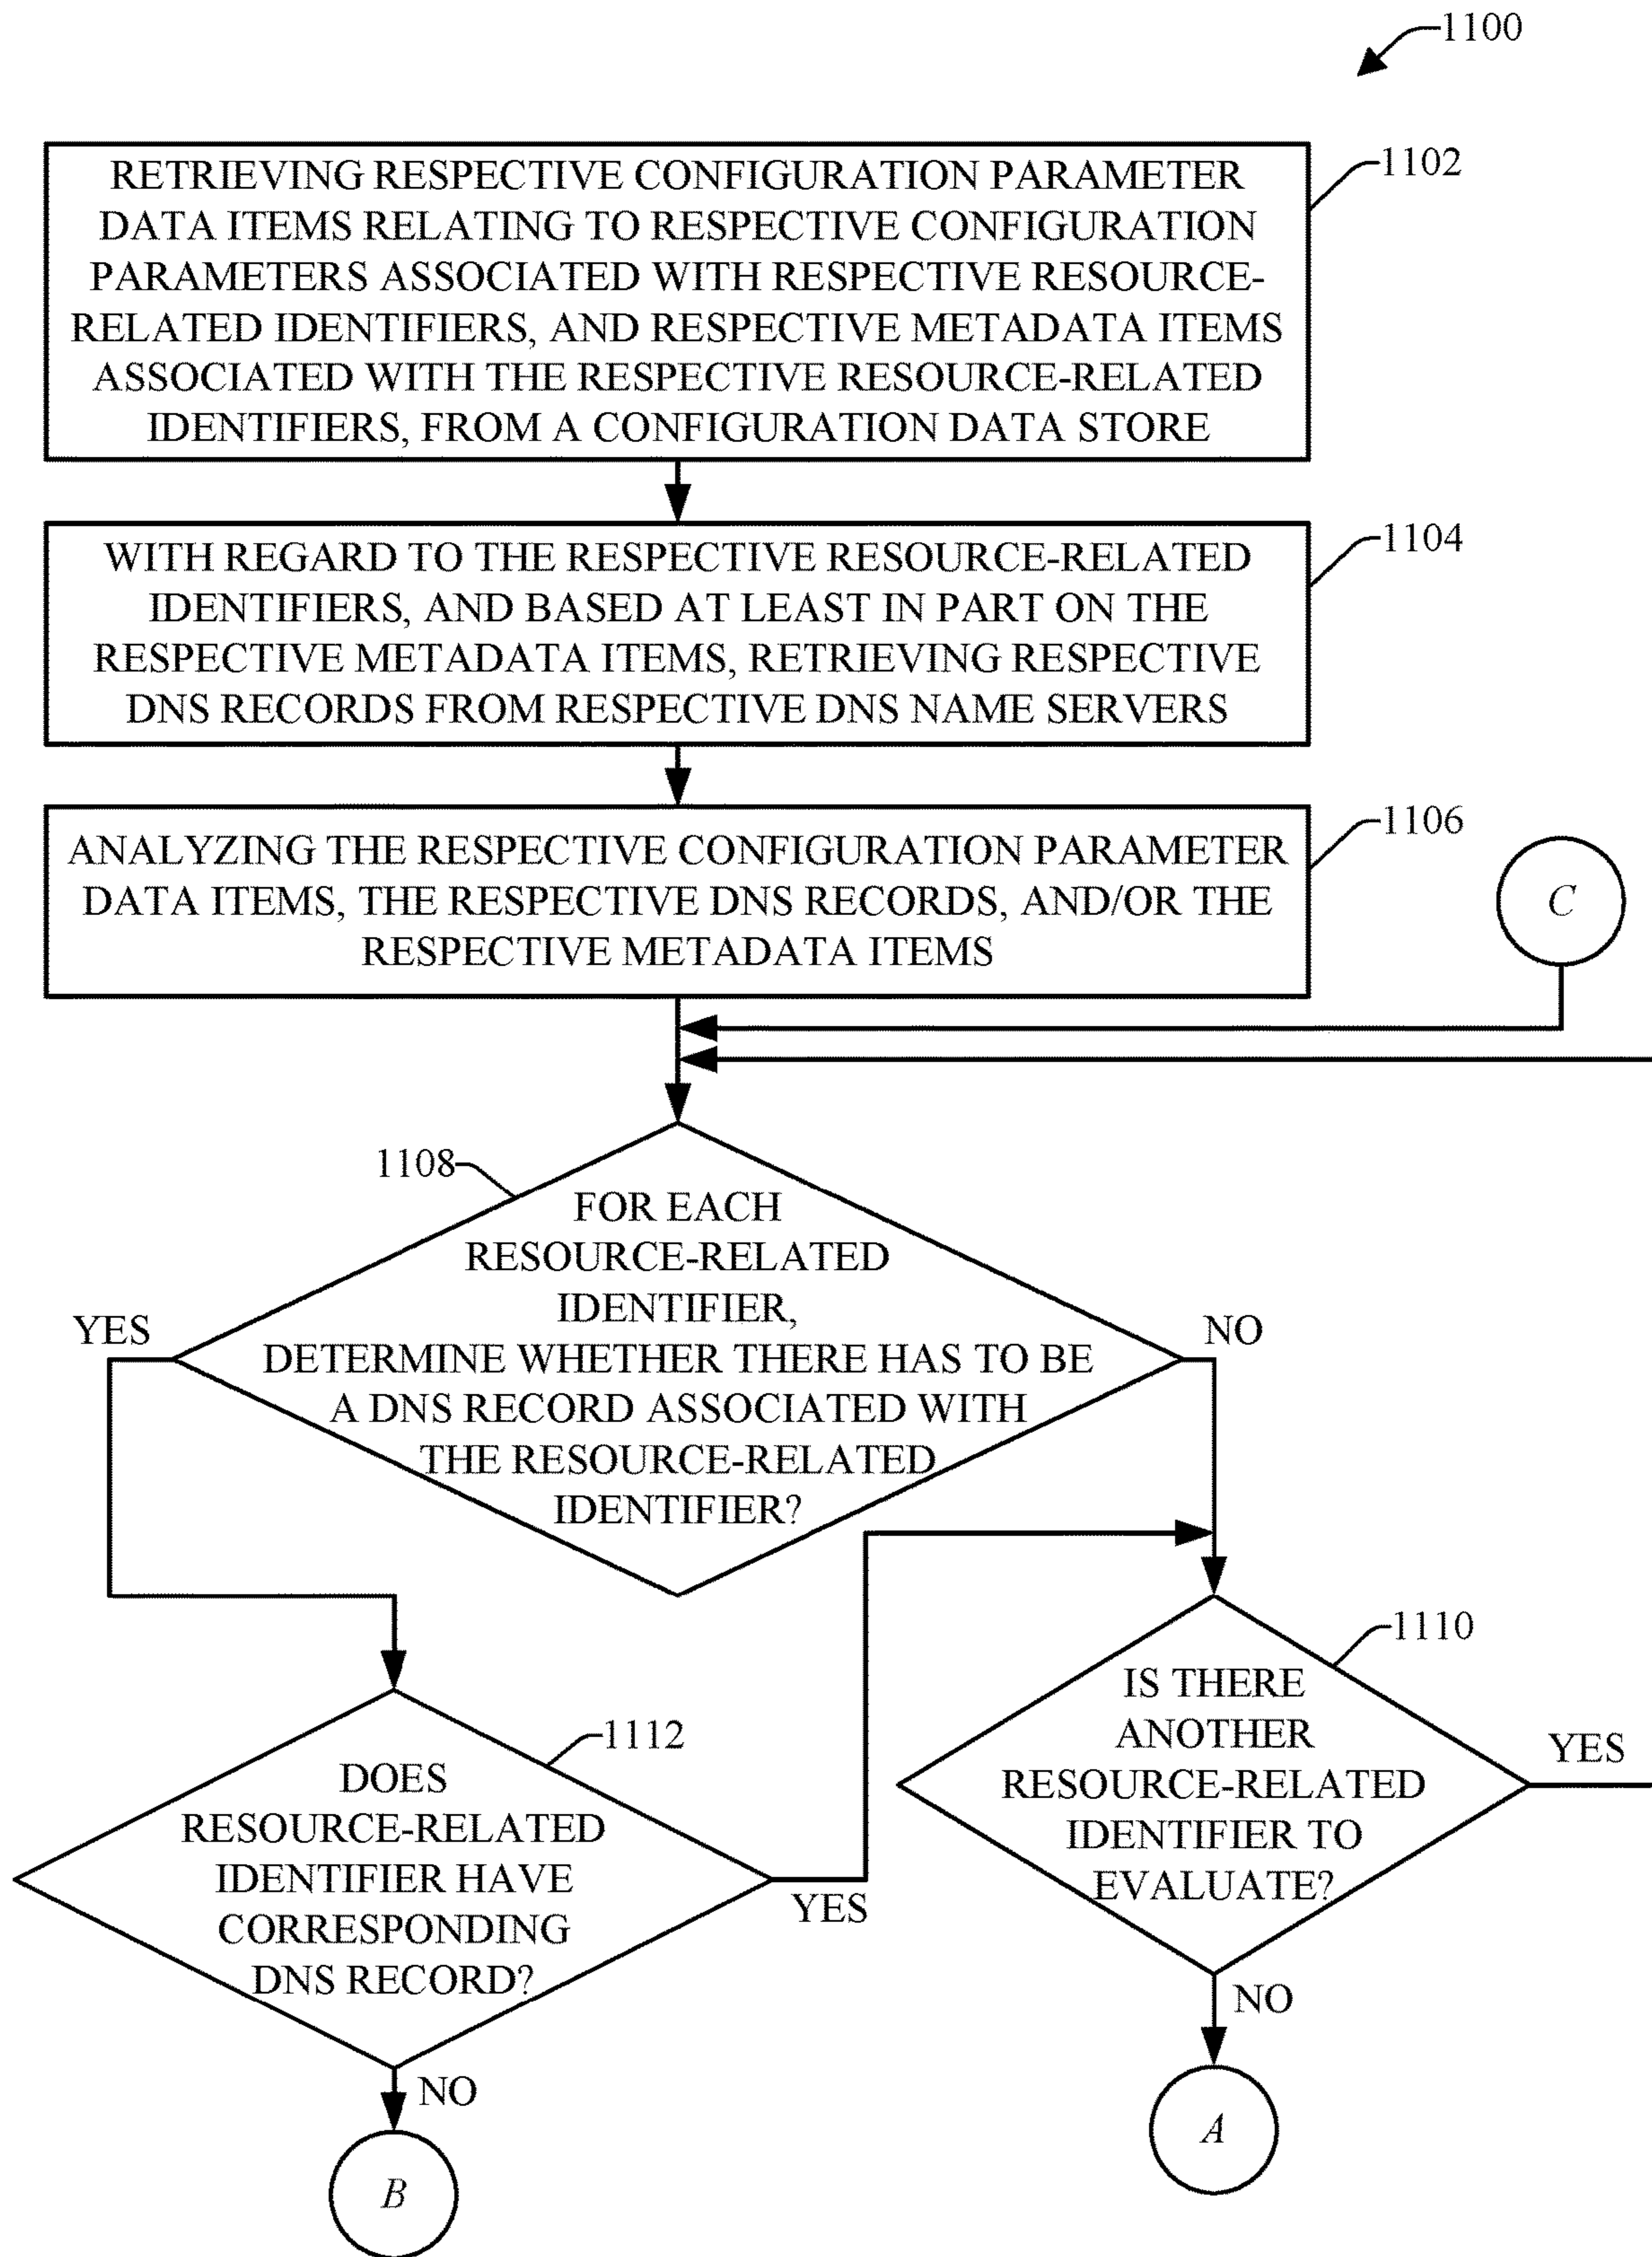 1100
1102
RETRIEVING RESPECTIVE CONFIGURATION PARAMETER
DATA ITEMS RELATING TO RESPECTIVE CONFIGURATION
PARAMETERS ASSOCIATED WITH RESPECTIVE RESOURCE-
RELATED IDENTIFIERS, AND RESPECTIVE METADATA ITEMS
ASSOCIATED WITH THE RESPECTIVE RESOURCE-RELATED
IDENTIFIERS, FROM A CONFIGURATION DATA STORE
1104
WITH REGARD TO THE RESPECTIVE RESOURCE-RELATED
IDENTIFIERS, AND BASED AT LEAST IN PART ON THE
RESPECTIVE METADATA ITEMS, RETRIEVING RESPECTIVE
DNS RECORDS FROM RESPECTIVE DNS NAME SERVERS
1106
ANALYZING THE RESPECTIVE CONFIGURATION PARAMETER
DATA ITEMS, THE RESPECTIVE DNS RECORDS, AND/OR THE
RESPECTIVE METADATA ITEMS
C
1108
FOR EACH
RESOURCE-RELATED
IDENTIFIER,
DETERMINE WHETHER THERE HAS TO BE
A DNS RECORD ASSOCIATED WITH
THE RESOURCE-RELATED
IDENTIFIER?
YES
NO
1110
IS THERE
ANOTHER
RESOURCE-RELATED
IDENTIFIER TO
EVALUATE?
YES
NO
A
1112
DOES
RESOURCE-RELATED
IDENTIFIER HAVE
CORRESPONDING
DNS RECORD?
YES
NO
B